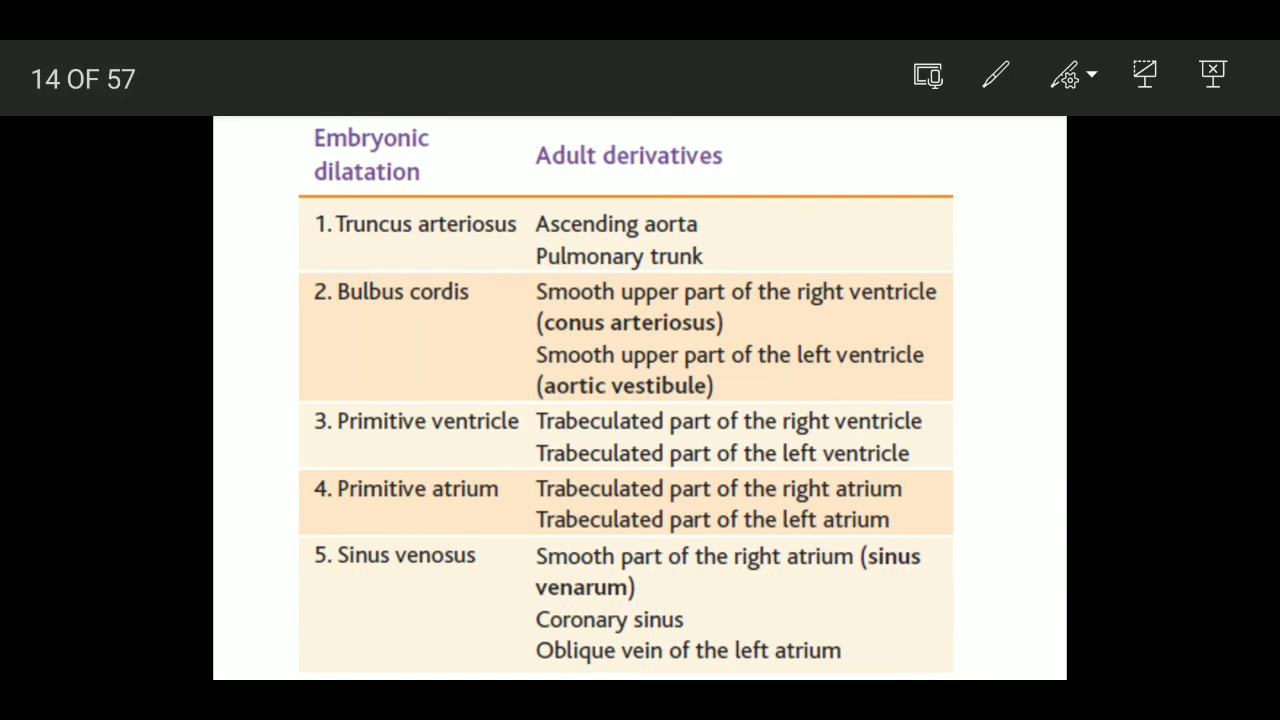 14 OF 57
Embryonic
dilatation
Adult derivatives
1. Truncus arteriosus
Ascending aorta
Pulmonary trunk
2. Bulbus cordis
Smooth upper part of the right ventricle
(conus arteriosus)
Smooth upper part of the left ventricle
(aortic vestibule)
3. Primitive ventricle
Trabeculated part of the right ventricle
Trabeculated part of the left ventricle
4. Primitive atrium
Trabeculated part of the right atrium
Trabeculated part of the left atrium
5. Sinus venosus
Smooth part of the right atrium (sinus
venarum)
Coronary sinus
Oblique vein of the left atrium